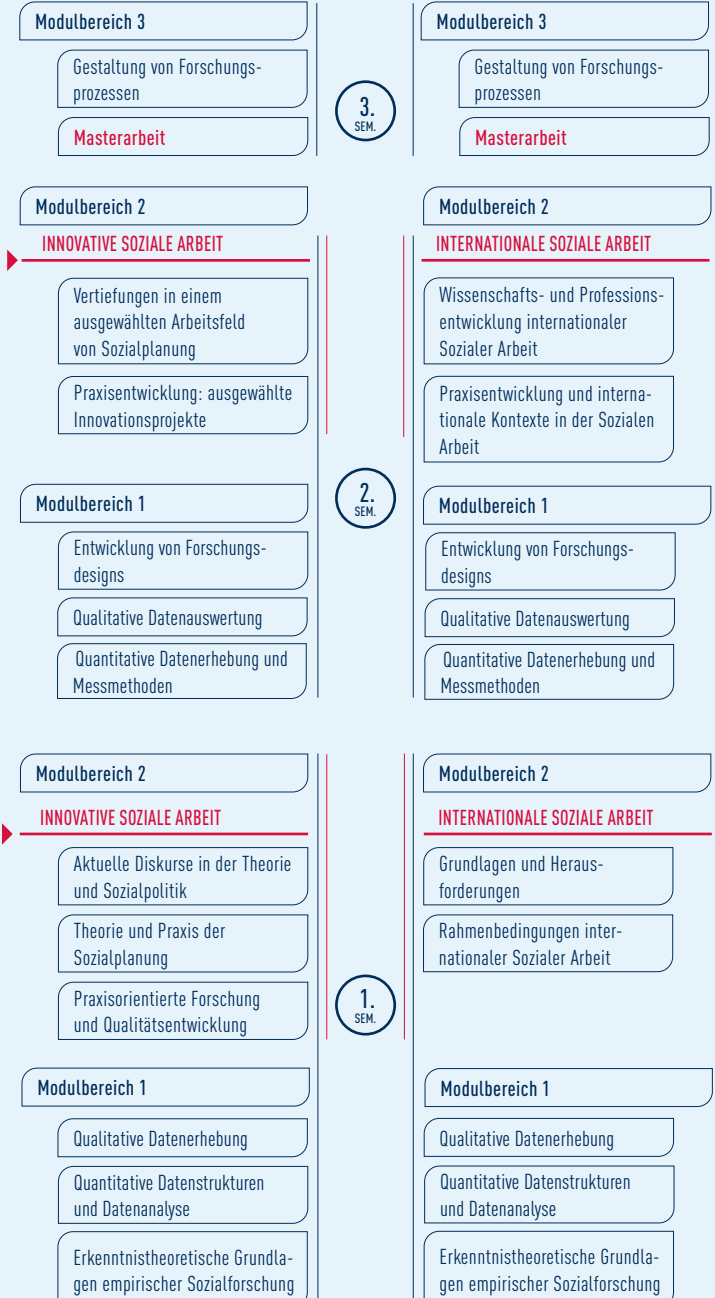 Modulbereich 3
Gestaltung von Forschungs-
prozessen
Masterarbeit
3.
SEM.
Modulbereich 3
Gestaltung von Forschungs-
prozessen
Masterarbeit
Modulbereich 2
INNOVATIVE SOZIALE ARBEIT
Vertiefungen in einem
ausgewählten Arbeitsfeld
von Sozialplanung
Praxisentwicklung: ausgewählte
Innovationsprojekte
Modulbereich 1
Entwicklung von Forschungs-
designs
Qualitative Datenauswertung
Quantitative Datenerhebung und
Messmethoden
2.
SEM.
Modulbereich 2
INTERNATIONALE SOZIALE ARBEIT
Wissenschafts- und Professions-
entwicklung internationaler
Sozialer Arbeit
Praxisentwicklung und interna-
tionale Kontexte in der Sozialen
Arbeit
Modulbereich 1
Entwicklung von Forschungs-
designs
Qualitative Datenauswertung
Quantitative Datenerhebung und
Messmethoden
Modulbereich 2
INNOVATIVE SOZIALE ARBEIT
Aktuelle Diskurse in der Theorie
und Sozialpolitik
Theorie und Praxis der
Sozialplanung
Praxisorientierte Forschung
und Qualitätsentwicklung
Modulbereich 1
Qualitative Datenerhebung
Quantitative Datenstrukturen
und Datenanalyse
Erkenntnistheoretische Grundla-
gen empirischer Sozialforschung
1.
SEM.
Modulbereich 2
INTERNATIONALE SOZIALE ARBEIT
Grundlagen und Heraus-
forderungen
Rahmenbedingungen inter-
nationaler Sozialer Arbeit
Modulbereich 1
Qualitative Datenerhebung
Quantitative Datenstrukturen
und Datenanalyse
Erkenntnistheoretische Grundla-
gen empirischer Sozialforschung